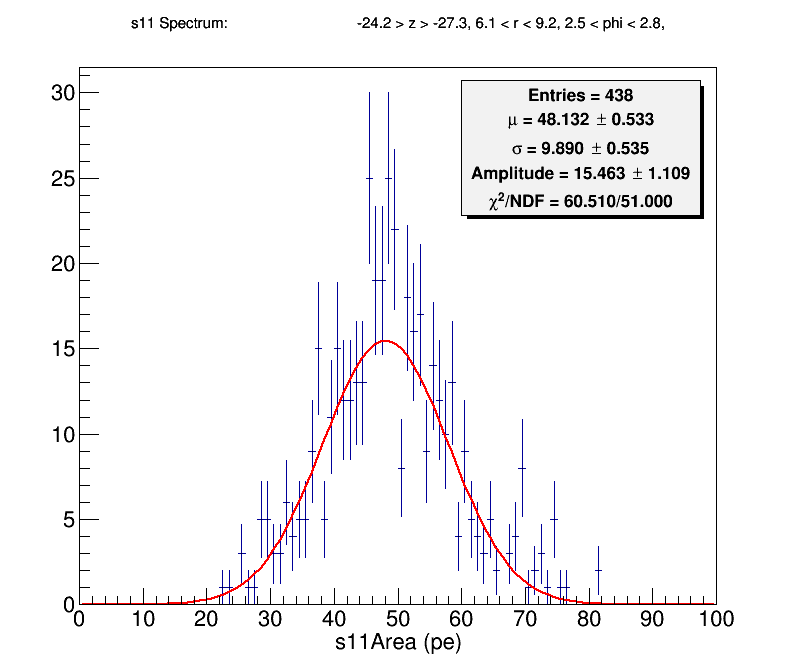 s11 Spectrum: -24.2 > z > -27.3, 6.1 < r < 9.2, 2.5 < phi < 2.8,
Entries = 438
μ = 48.132 ± 0.533
σ = 9.890 ± 0.535
Amplitude = 15.463 ± 1.109
χ²/NDF = 60.510/51.000
30
25
20
15
10
5
0
0 10 20 30 40 50 60 70 80 90 100
s11Area (pe)